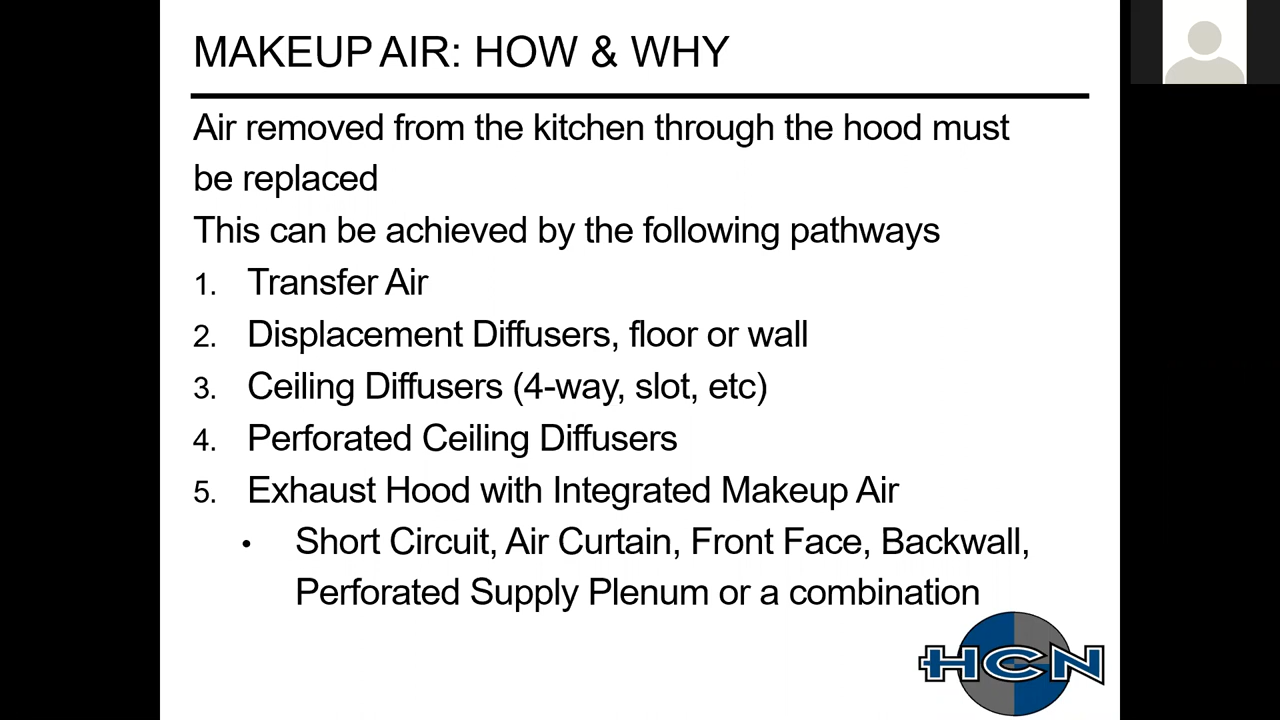 MAKEUP AIR: HOW & WHY
Air removed from the kitchen through the hood must
be replaced
This can be achieved by the following pathways
1. Transfer Air
2. Displacement Diffusers, floor or wall
3. Ceiling Diffusers (4-way, slot, etc)
4. Perforated Ceiling Diffusers
5. Exhaust Hood with Integrated Makeup Air
• Short Circuit, Air Curtain, Front Face, Backwall,
Perforated Supply Plenum or a combination
HCN